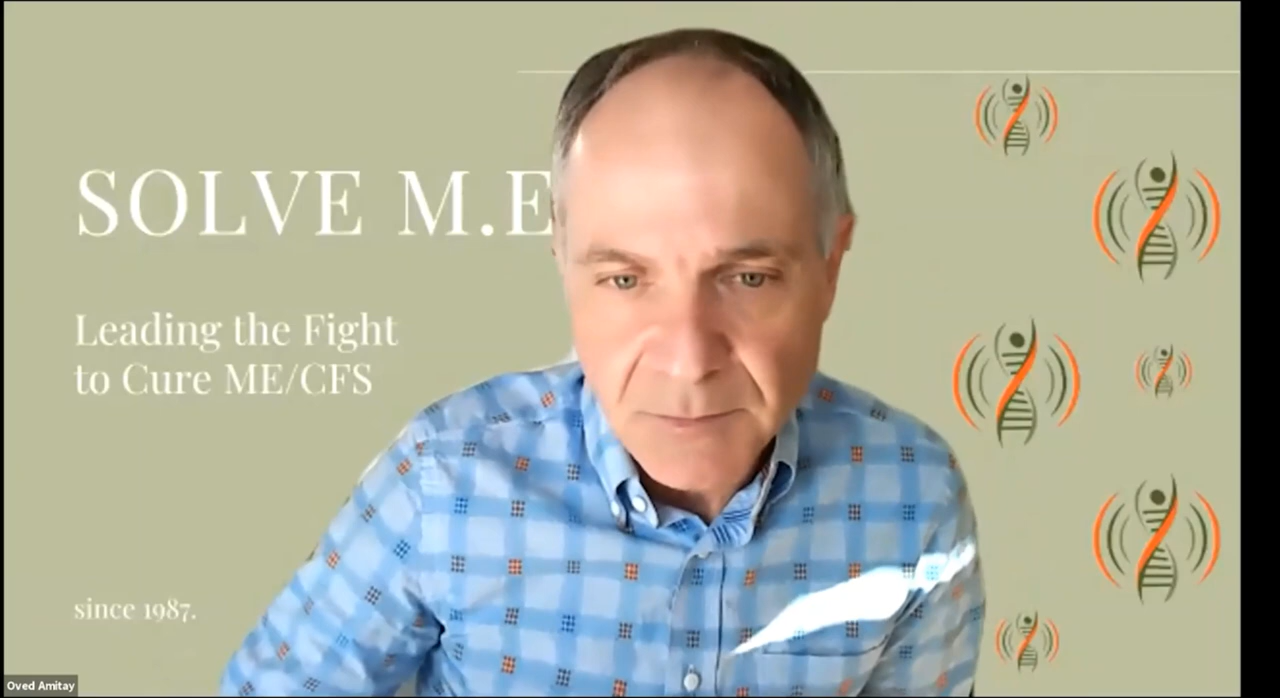 SOLVE M.E
Leading the Fight
to Cure ME/CFS
since 1987.
Oved Amitay